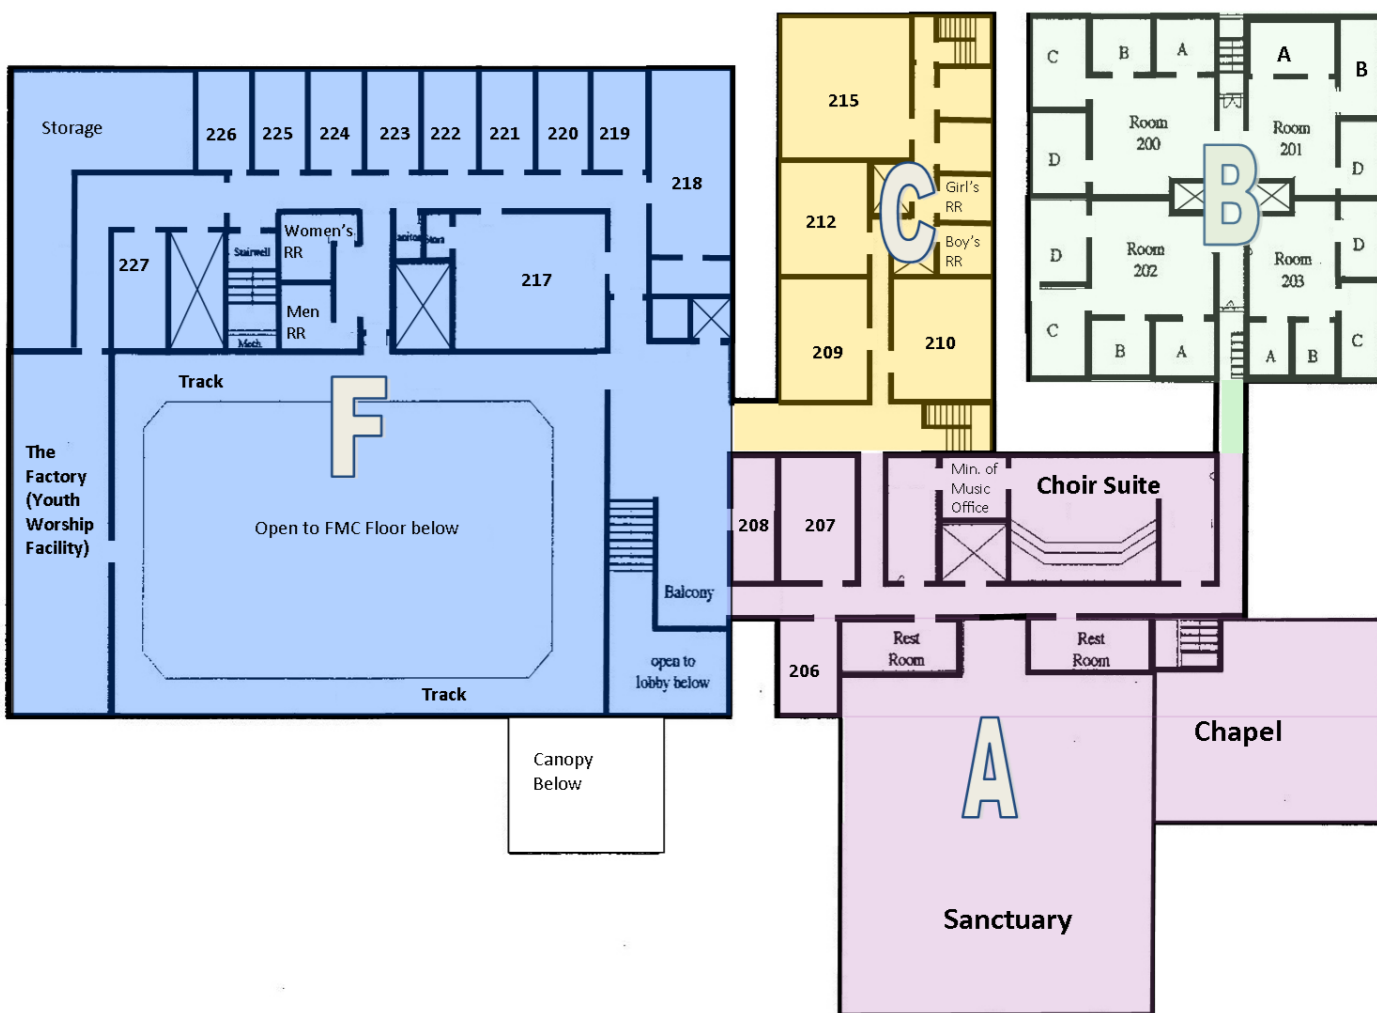 Storage
226
225
224
223
222
221
220
219
218
227
Stairwell
Women's
RR
Men
RR
Mech.
217
Track
F
The
Factory
(Youth
Worship
Facility)
Open to FMC Floor below
Balcony
open to
lobby below
Track
Canopy
Below
215
212
C
Girl's
RR
Boy's
RR
209
210
C
B
A
A
B
Room
200
Room
201
D
D
B
Room
202
Room
203
D
D
C
B
A
A
B
C
208
207
Min. of
Music
Office
Choir Suite
206
Rest
Room
Rest
Room
A
Chapel
Sanctuary